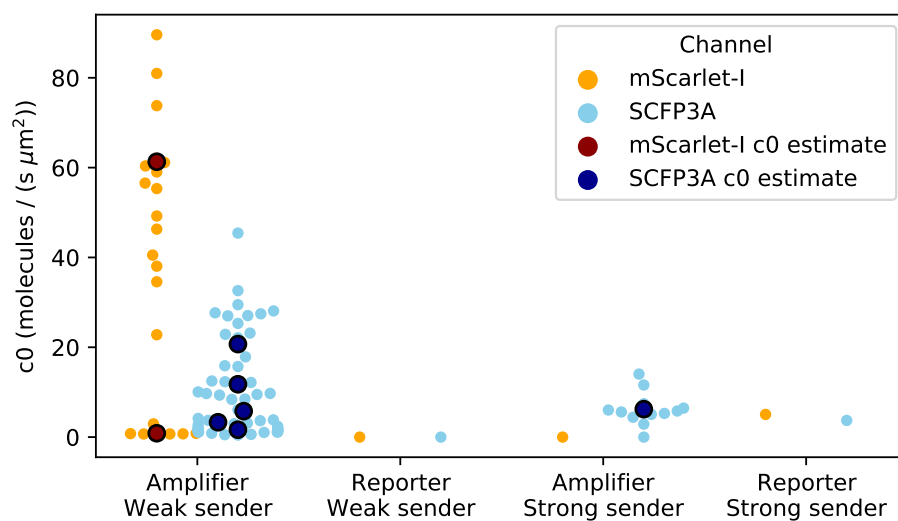 c0 (molecules / (s μm²))
80
60
40
20
0
Channel
mScarlet-I
SCFP3A
mScarlet-I c0 estimate
SCFP3A c0 estimate
Amplifier
Weak sender
Reporter
Weak sender
Amplifier
Strong sender
Reporter
Strong sender